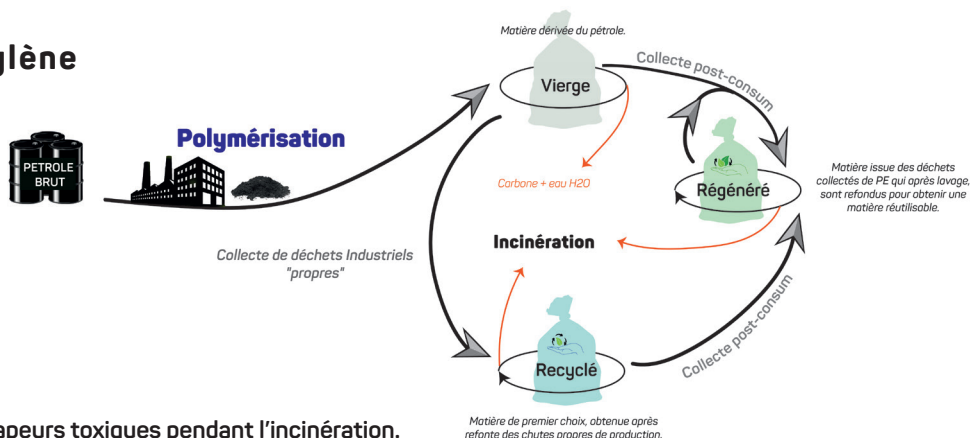 ylène
PETROLE
BRUT
Polymérisation
Matière dérivée du pétrole.
Vierge
Collecte post-consum
Carbone + eau H2O
Régénéré
Matière issue des déchets
collectés de PE qui après lavage,
sont refondus pour obtenir une
matière réutilisable.
Incinération
Collecte de déchets Industriels
"propres"
Collecte post-consum
Recyclé
Matière de premier choix, obtenue après
refonte des chutes propres de production.
apeurs toxiques pendant l'incinération.